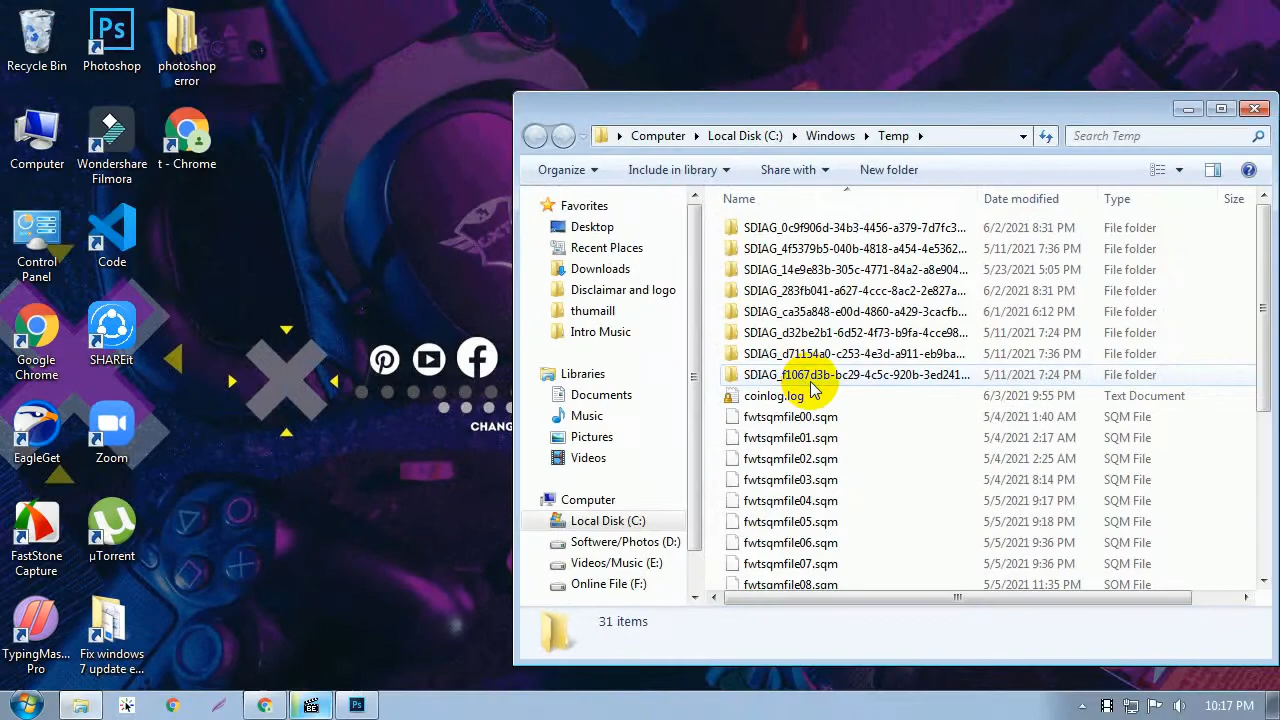 Recycle Bin
Photoshop
photoshop
error
Computer
Wondershare
Filmora
t - Chrome
Control
Panel
Code
Google
Chrome
SHAREit
EagleGet
Zoom
FastStone
Capture
µTorrent
TypingMas...
Pro
Fix windows
7 update e...
CHANG
Computer
Local Disk (C:)
Windows
Temp
Search Temp
Organize
Include in library
Share with
New folder
Favorites
Desktop
Recent Places
Downloads
Disclaimar and logo
thumaill
Intro Music
Libraries
Documents
Music
Pictures
Videos
Computer
Local Disk (C:)
Softwere/Photos (D:)
Videos/Music (E:)
Online File (F:)
Name Date modified Type Size
SDIAG_0c9f906d-34b3-4456-a379-7d7fc3... 6/2/2021 8:31 PM File folder
SDIAG_4f5379b5-040b-4818-a454-4e5362... 5/11/2021 7:36 PM File folder
SDIAG_14e9e83b-305c-4771-84a2-a8e904... 5/23/2021 5:05 PM File folder
SDIAG_283fb041-a627-4ccc-8ac2-2e827a... 6/2/2021 8:31 PM File folder
SDIAG_ca35a848-e00d-4860-a429-3cacfb... 6/1/2021 6:12 PM File folder
SDIAG_d32becb1-6d52-4f73-b9fa-4cce98... 5/11/2021 7:24 PM File folder
SDIAG_d71154a0-c253-4e3d-a911-eb9ba... 5/11/2021 7:36 PM File folder
SDIAG_f1067d3b-bc29-4c5c-920b-3ed241... 5/11/2021 7:24 PM File folder
coinlog.log 6/3/2021 9:55 PM Text Document
fwtsqmfile00.sqm 5/4/2021 1:40 AM SQM File
fwtsqmfile01.sqm 5/4/2021 2:17 AM SQM File
fwtsqmfile02.sqm 5/4/2021 2:25 AM SQM File
fwtsqmfile03.sqm 5/4/2021 8:14 PM SQM File
fwtsqmfile04.sqm 5/5/2021 9:17 PM SQM File
fwtsqmfile05.sqm 5/5/2021 9:18 PM SQM File
fwtsqmfile06.sqm 5/5/2021 9:36 PM SQM File
fwtsqmfile07.sqm 5/5/2021 9:36 PM SQM File
fwtsqmfile08.sqm 5/5/2021 11:35 PM SQM File
31 items
10:17 PM